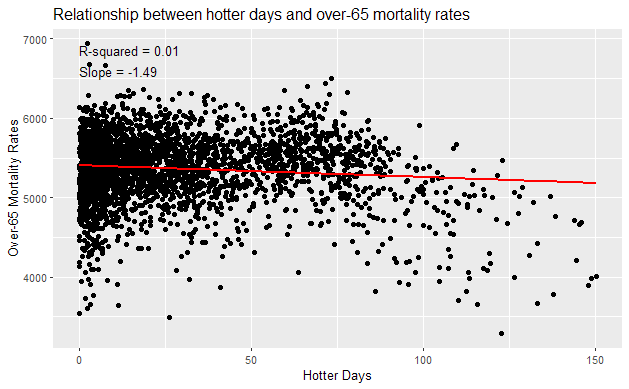 Relationship between hotter days and over-65 mortality rates
7000
R-squared = 0.01
Slope = -1.49
6000
Over-65 Mortality Rates
5000
4000
0 50 100 150
Hotter Days